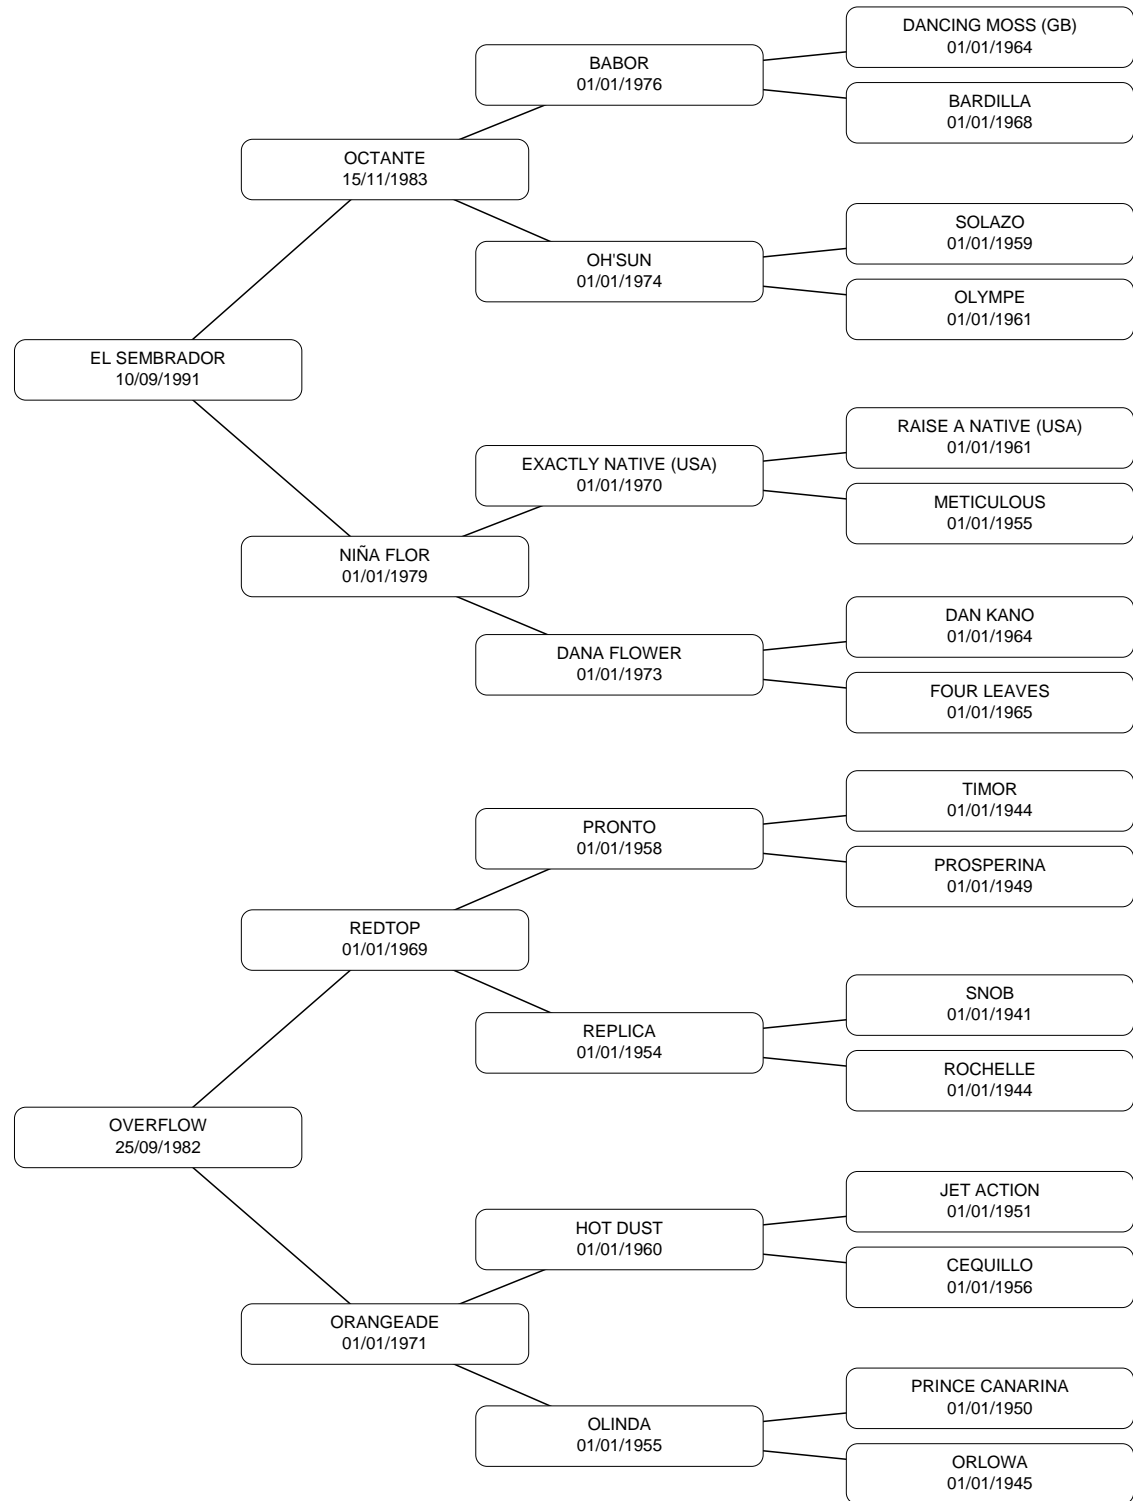 DANCING MOSS (GB)
01/01/1964
BABOR
01/01/1976
BARDILLA
01/01/1968
OCTANTE
15/11/1983
SOLAZO
01/01/1959
OH'SUN
01/01/1974
OLYMPE
01/01/1961
EL SEMBRADOR
10/09/1991
RAISE A NATIVE (USA)
01/01/1961
EXACTLY NATIVE (USA)
01/01/1970
METICULOUS
01/01/1955
NIÑA FLOR
01/01/1979
DAN KANO
01/01/1964
DANA FLOWER
01/01/1973
FOUR LEAVES
01/01/1965
TIMOR
01/01/1944
PRONTO
01/01/1958
PROSPERINA
01/01/1949
REDTOP
01/01/1969
SNOB
01/01/1941
REPLICA
01/01/1954
ROCHELLE
01/01/1944
OVERFLOW
25/09/1982
JET ACTION
01/01/1951
HOT DUST
01/01/1960
CEQUILLO
01/01/1956
ORANGEADE
01/01/1971
PRINCE CANARINA
01/01/1950
OLINDA
01/01/1955
ORLOWA
01/01/1945